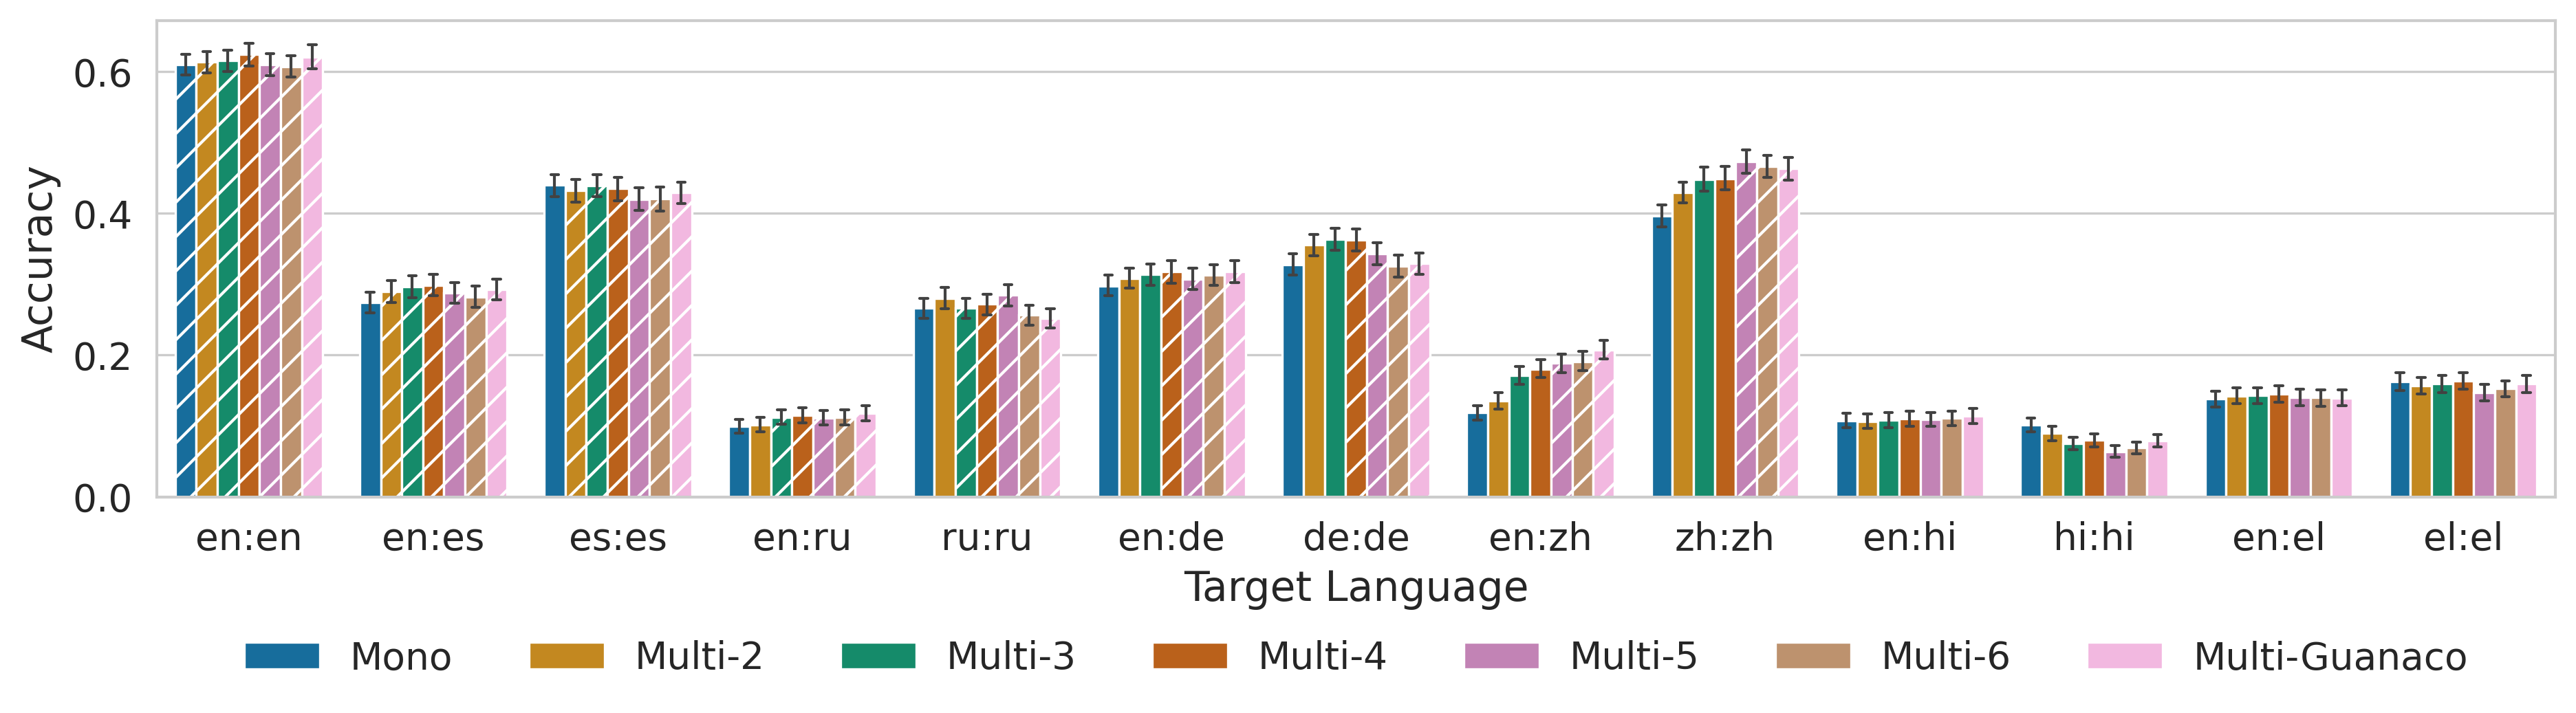 Accuracy
0.6
0.4
0.2
0.0
en:en en:es es:es en:ru ru:ru en:de de:de en:zh zh:zh en:hi hi:hi en:el el:el
Target Language
Mono Multi-2 Multi-3 Multi-4 Multi-5 Multi-6 Multi-Guanaco